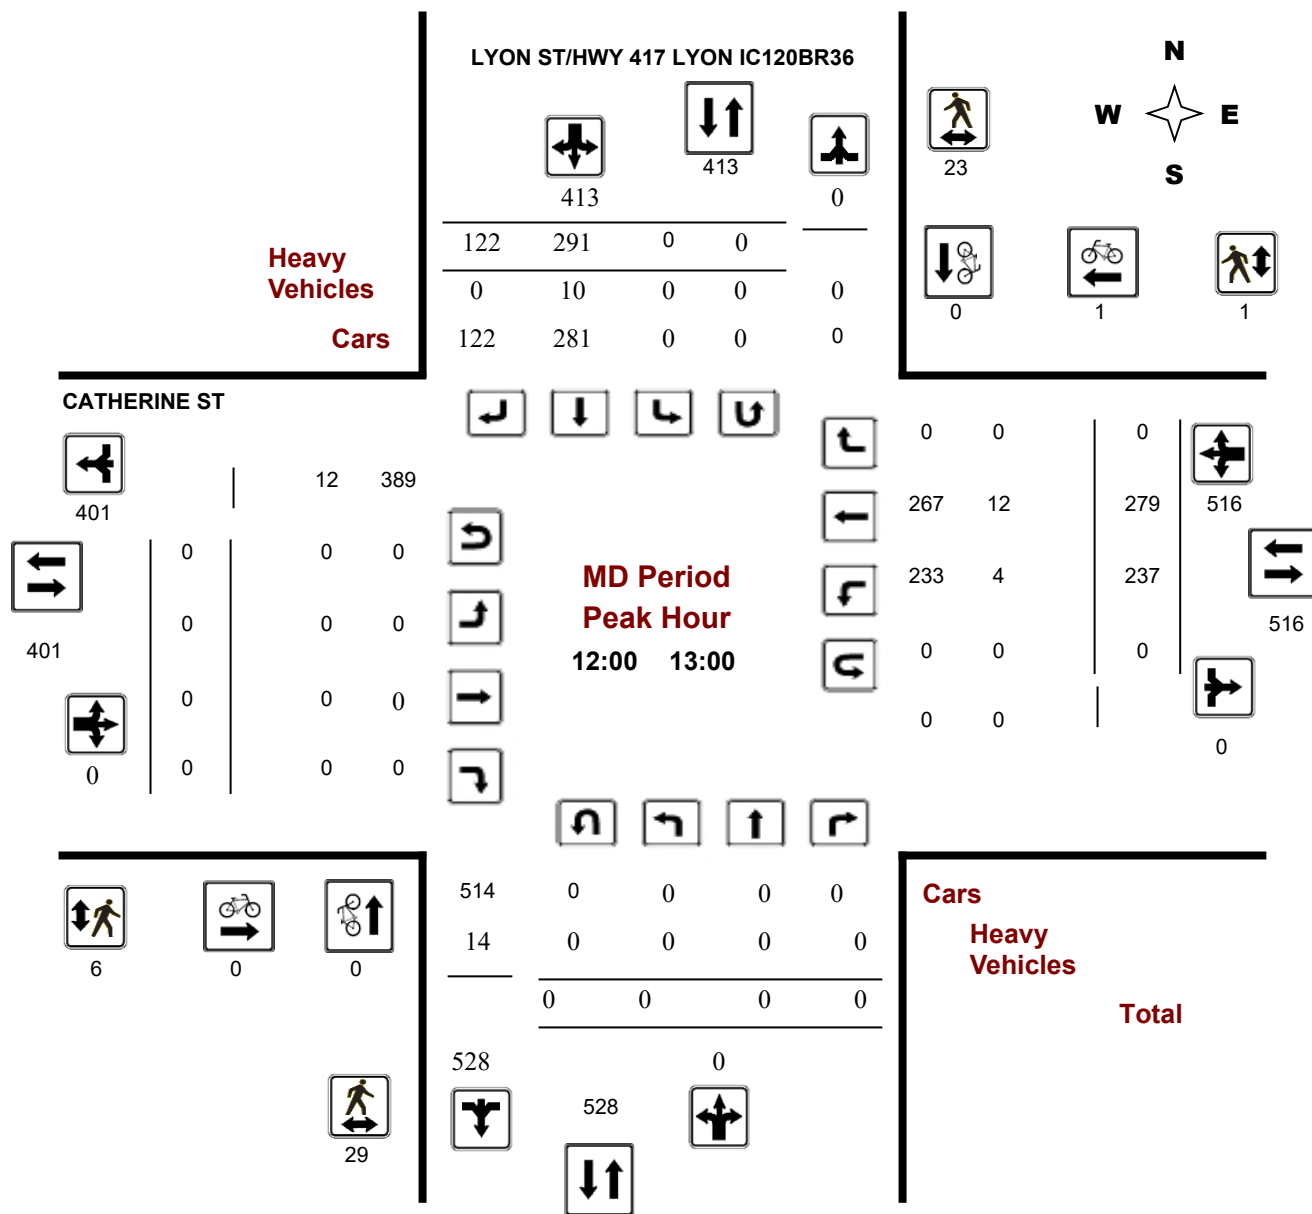 LYON ST/HWY 417 LYON IC120BR36
N
W E
S
413
23
413 0
122 291 0 0
Heavy
Vehicles
0 10 0 0 0
0 1 1
Cars
122 281 0 0 0
CATHERINE ST
0 0 0
12 389
401
267 12 279 516
0 0 0
MD Period
233 4 237
Peak Hour
0 0 0
516
401
12:00 13:00
0 0 0
0 0 0
0 0
0
0 0 0 0
514 0 0 0 0
Cars
14 0 0 0 0
Heavy
Vehicles
6 0 0
0 0 0 0
Total
528 0
528
29